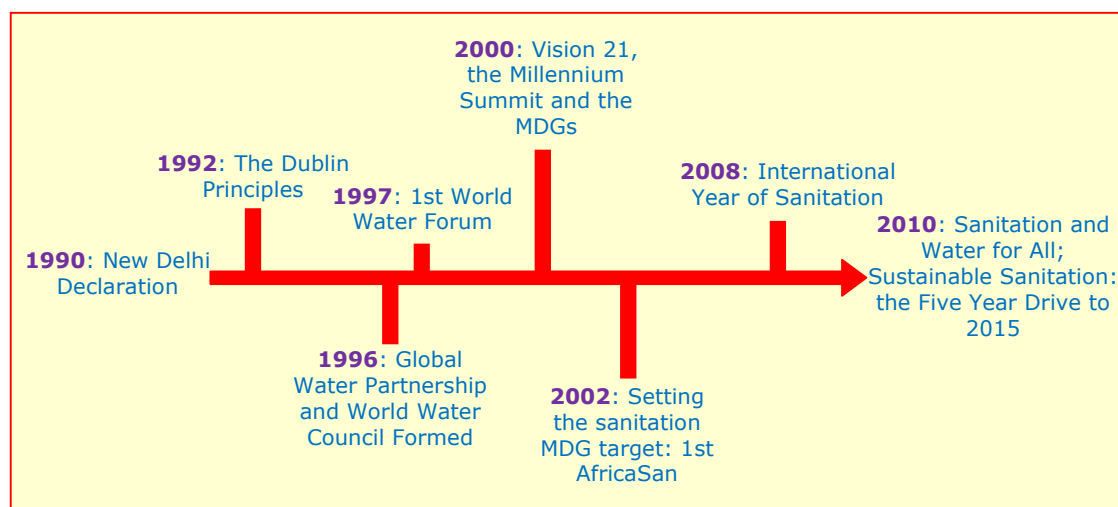 1990: New Delhi
Declaration
1992: The Dublin
Principles
1996: Global
Water Partnership
and World Water
Council Formed
1997: 1st World
Water Forum
2000: Vision 21,
the Millennium
Summit and the
MDGs
2002: Setting
the sanitation
MDG target: 1st
AfricaSan
2008: International
Year of Sanitation
2010: Sanitation and
Water for All;
Sustainable Sanitation:
the Five Year Drive to
2015